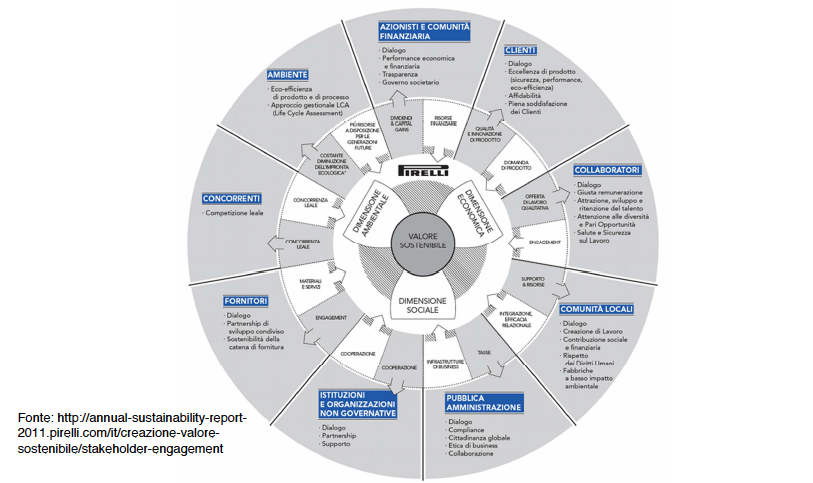 AZIONISTI E COMUNITÀ
FINANZIARIA
· Dialogo
· Performance economica
e finanziaria
· Trasparenza
· Governo societario
CLIENTI
· Dialogo
· Eccellenza di prodotto
(sicurezza, performance,
eco-efficienza)
· Affidabilità
· Piena soddisfazione
dei Clienti
AMBIENTE
· Eco-efficienza
di prodotto e di processo
· Approccio gestionale LCA
(Life Cycle Assessment)
COLLABORATORI
· Dialogo
· Giusta remunerazione
· Attrazione, sviluppo e
ritenzione del talento
· Attenzione alle diversità
e Pari Opportunità
· Salute e Sicurezza
sul Lavoro
CONCORRENTI
· Competizione leale
FORNITORI
· Dialogo
· Partnership di
sviluppo condiviso
· Sostenibilità della
catena di fornitura
COMUNITÀ LOCALI
· Dialogo
· Creazione di Lavoro
· Contribuzione sociale
e finanziaria
· Rispetto
dei Diritti Umani
· Fabbriche
a basso impatto
ambientale
ISTITUZIONI
E ORGANIZZAZIONI
NON GOVERNATIVE
· Dialogo
· Partnership
· Supporto
PUBBLICA
AMMINISTRAZIONE
· Dialogo
· Compliance
· Cittadinanza globale
· Etica di business
· Collaborazione
DIVIDENDI
& CAPITAL
GAINS
RISORSE
FINANZIARIE
QUALITÀ
E INNOVAZIONE
DI PRODOTTO
DOMANDA
DI PRODOTTO
OFFERTA
DI LAVORO
QUALITATIVA
ENGAGEMENT
SUPPORTO
& RISORSE
INTEGRAZIONE,
EFFICACIA
RELAZIONALE
TASSE
INFRASTRUTTURE
DI BUSINESS
COOPERAZIONE
COOPERAZIONE
ENGAGEMENT
MATERIALI
E SERVIZI
CONCORRENZA
LEALE
CONCORRENZA
LEALE
COSTANTE
DIMINUZIONE
DELL'IMPRONTA
ECOLOGICA"
PIÙ RISORSE
A DISPOSIZIONE
PER LE
GENERAZIONI
FUTURE
PIRELLI
DIMENSIONE
AMBIENTALE
DIMENSIONE
ECONOMICA
VALORE
SOSTENIBILE
DIMENSIONE
SOCIALE
Fonte: http://annual-sustainability-report-
2011.pirelli.com/it/creazione-valore-
sostenibile/stakeholder-engagement